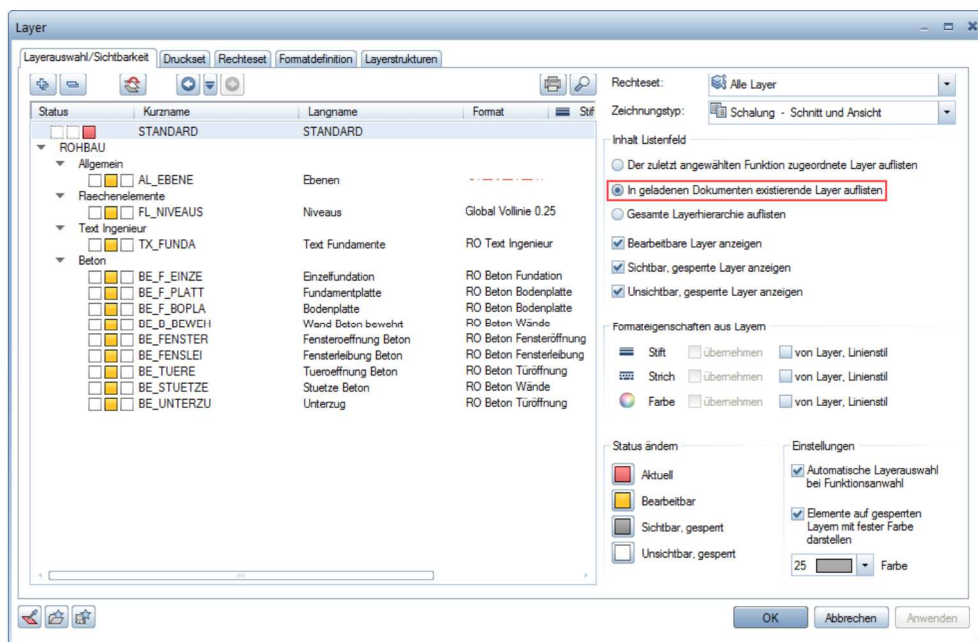 Layer
Layerauswahl/Sichtbarkeit Druckset Rechteset Formatdefinition Layerstrukturen
Status Kurzname Langname Format Stif
STANDARD STANDARD
ROHBAU
Allgemein
AL_EBENE Ebenen
Flaechenelemente
FL_NIVEAUS Niveaus Global Vollinie 0.25
Text Ingenieur
TX_FUNDA Text Fundamente RO Text Ingenieur
Beton
BE_F_EINZE Einzelfundation RO Beton Fundation
BE_F_PLATT Fundamentplatte RO Beton Bodenplatte
BE_F_BOPLA Bodenplatte RO Beton Bodenplatte
BE_B_BEWEH Wand Beton bewehrt RO Beton Wände
BE_FENSTER Fensteroeffnung Beton RO Beton Fensteröffnung
BE_FENSLEI Fensterleibung Beton RO Beton Fensterleibung
BE_TUERE Tueroeffnung Beton RO Beton Türöffnung
BE_STUETZE Stuetze Beton RO Beton Wände
BE_UNTERZU Unterzug RO Beton Türöffnung
Rechteset: Alle Layer
Zeichnungstyp: Schalung - Schnitt und Ansicht
Inhalt Listenfeld
Der zuletzt angewählten Funktion zugeordnete Layer auflisten
In geladenen Dokumenten existierende Layer auflisten
Gesamte Layerhierarchie auflisten
Bearbeitbare Layer anzeigen
Sichtbar, gesperrte Layer anzeigen
Unsichtbar, gesperrte Layer anzeigen
Formateigenschaften aus Layern
Stift übernehmen von Layer, Linienstil
Strich übernehmen von Layer, Linienstil
Farbe übernehmen von Layer, Linienstil
Status ändern
Aktuell
Bearbeitbar
Sichtbar, gesperrt
Unsichtbar, gesperrt
Einstellungen
Automatische Layerauswahl
bei Funktionsanwahl
Elemente auf gesperrten
Layern mit fester Farbe
darstellen
25 Farbe
OK Abbrechen Anwenden